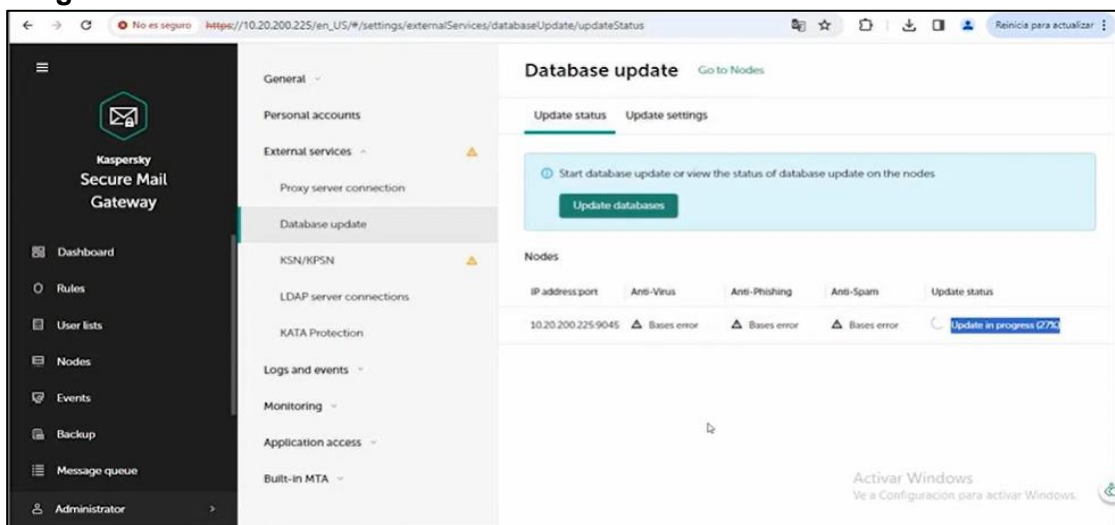 No es seguro https://10.20.200.225/en_US/#/settings/externalServices/databaseUpdate/updateStatus Reinicia para actualizar
Kaspersky
Secure Mail
Gateway
Dashboard
Rules
User lists
Nodes
Events
Backup
Message queue
Administrator
General
Personal accounts
External services
Proxy server connection
Database update
KSN/KPSN
LDAP server connections
KATA Protection
Logs and events
Monitoring
Application access
Built-in MTA
Database update Go to Nodes
Update status Update settings
Start database update or view the status of database update on the nodes
Update databases
Nodes
IP address:port Anti-Virus Anti-Phishing Anti-Spam Update status
10.20.200.225:9045 Bases error Bases error Bases error Update in progress (27%)
Activar Windows
Ve a Configuración para activar Windows.